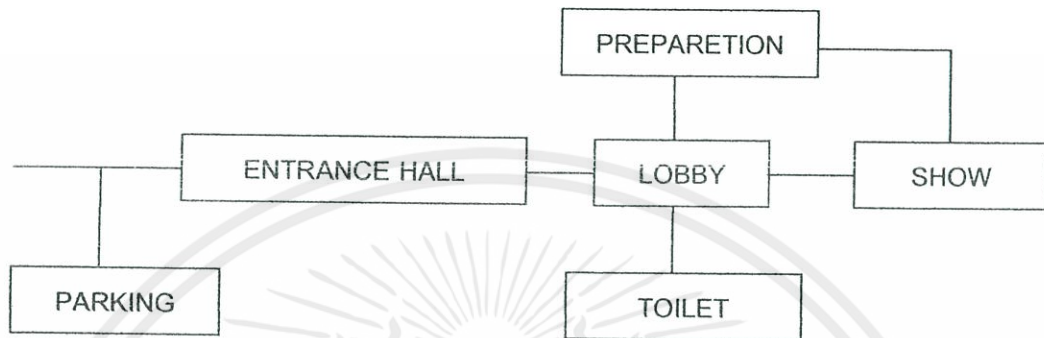 PREPARETION
ENTRANCE HALL
LOBBY
SHOW
PARKING
TOILET